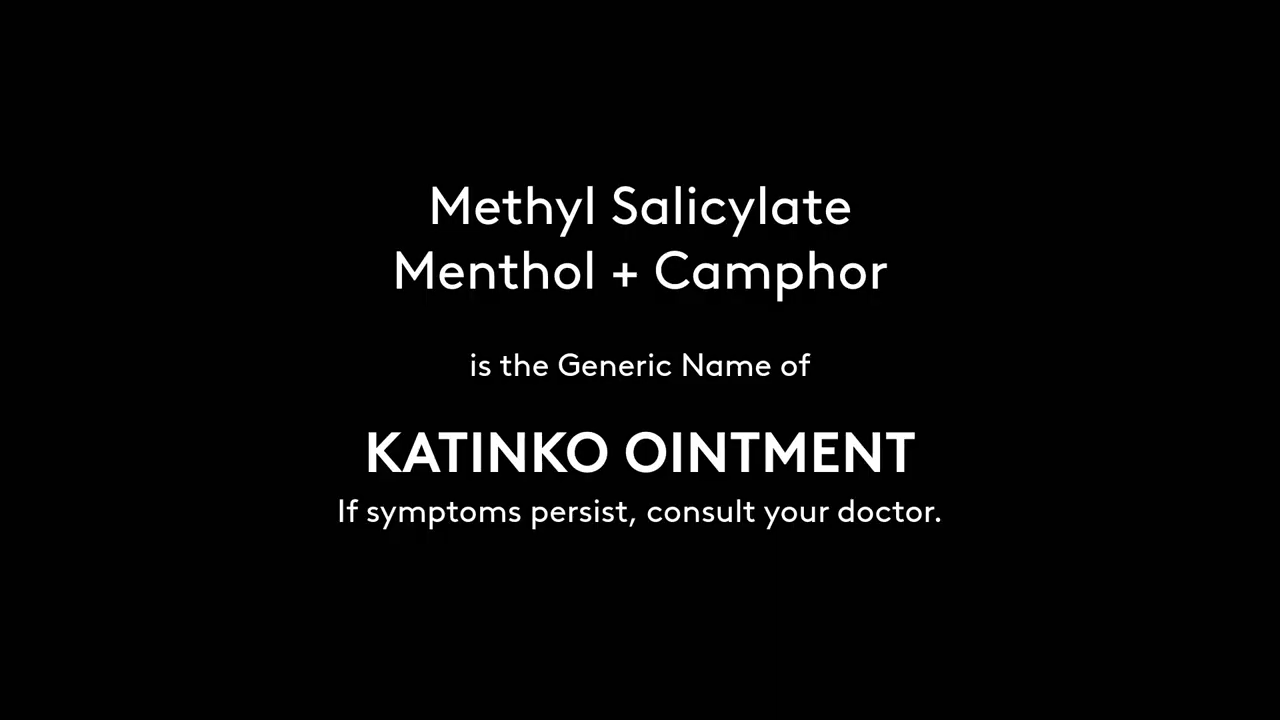 Methyl Salicylate
Menthol + Camphor
is the Generic Name of
KATINKO OINTMENT
If symptoms persist, consult your doctor.